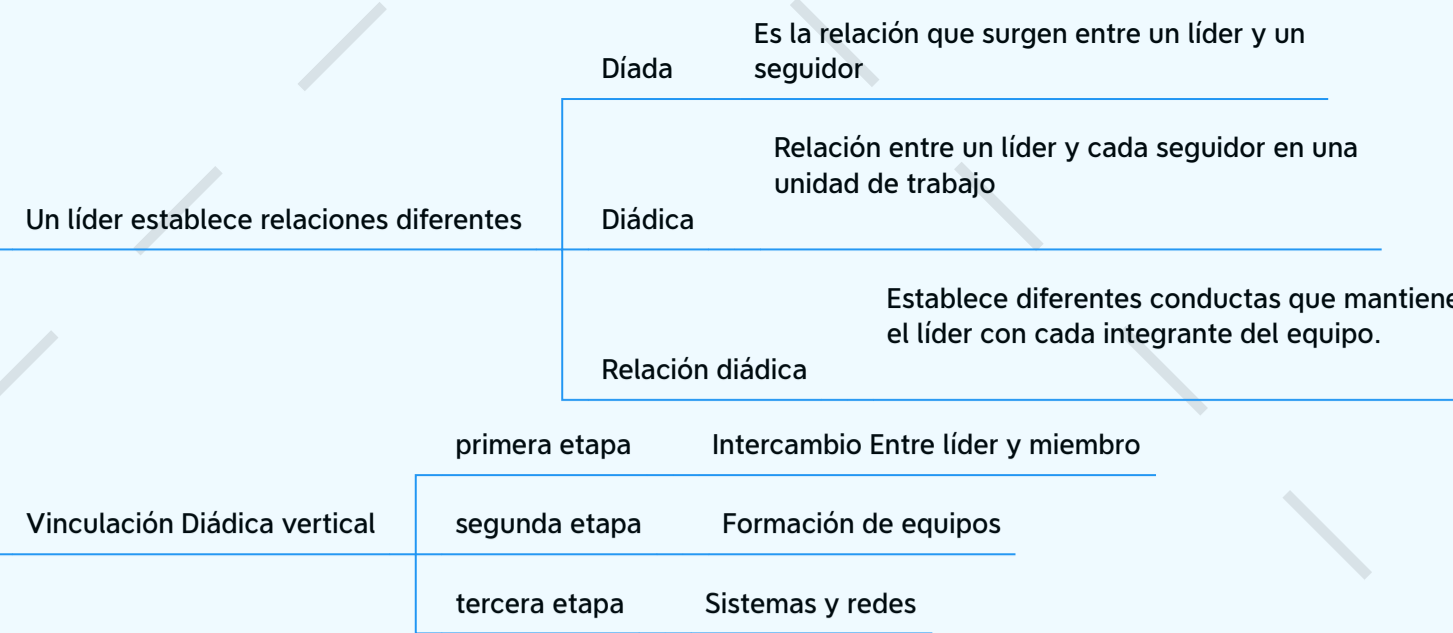 Es la relación que surgen entre un líder y un
seguidor
Díada
Relación entre un líder y cada seguidor en una
unidad de trabajo
Un líder establece relaciones diferentes
Diádica
Establece diferentes conductas que mantiene
el líder con cada integrante del equipo.
Relación diádica
primera etapa
Intercambio Entre líder y miembro
Vinculación Diádica vertical
segunda etapa
Formación de equipos
tercera etapa
Sistemas y redes